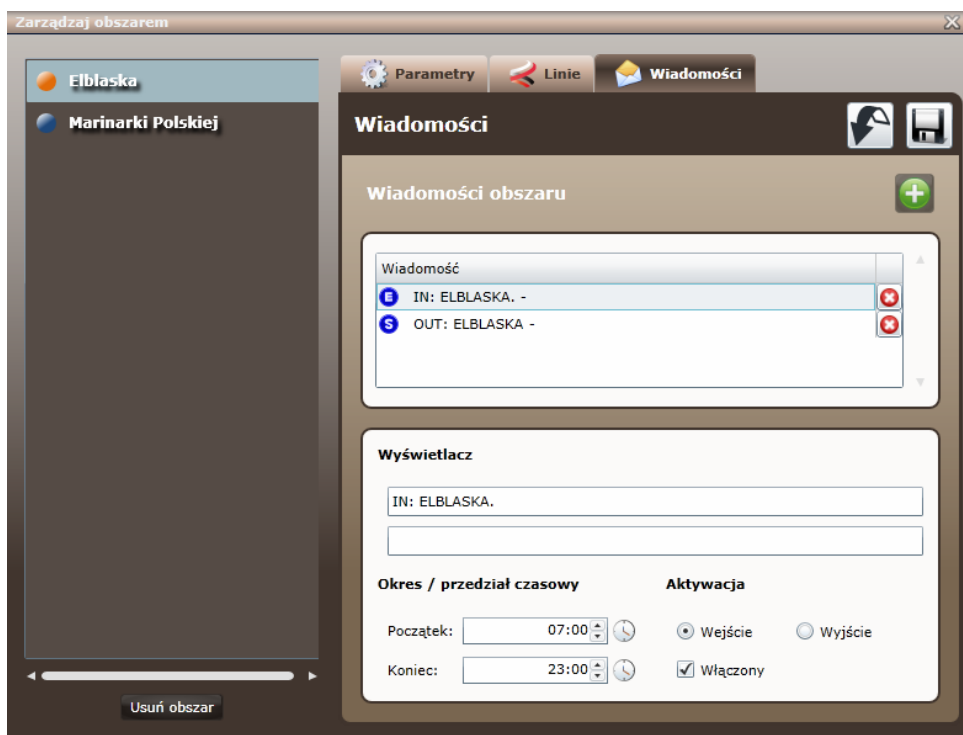 Zarządzaj obszarem
Elblaska
Marinarki Polskiej
Usuń obszar
Parametry
Linie
Wiadomości
Wiadomości
Wiadomości obszaru
Wiadomość
E IN: ELBLASKA. -
S OUT: ELBLASKA -
Wyświetlacz
IN: ELBLASKA.
Okres / przedział czasowy
Aktywacja
Początek: 07:00
Wejście
Wyjście
Koniec: 23:00
Włączony